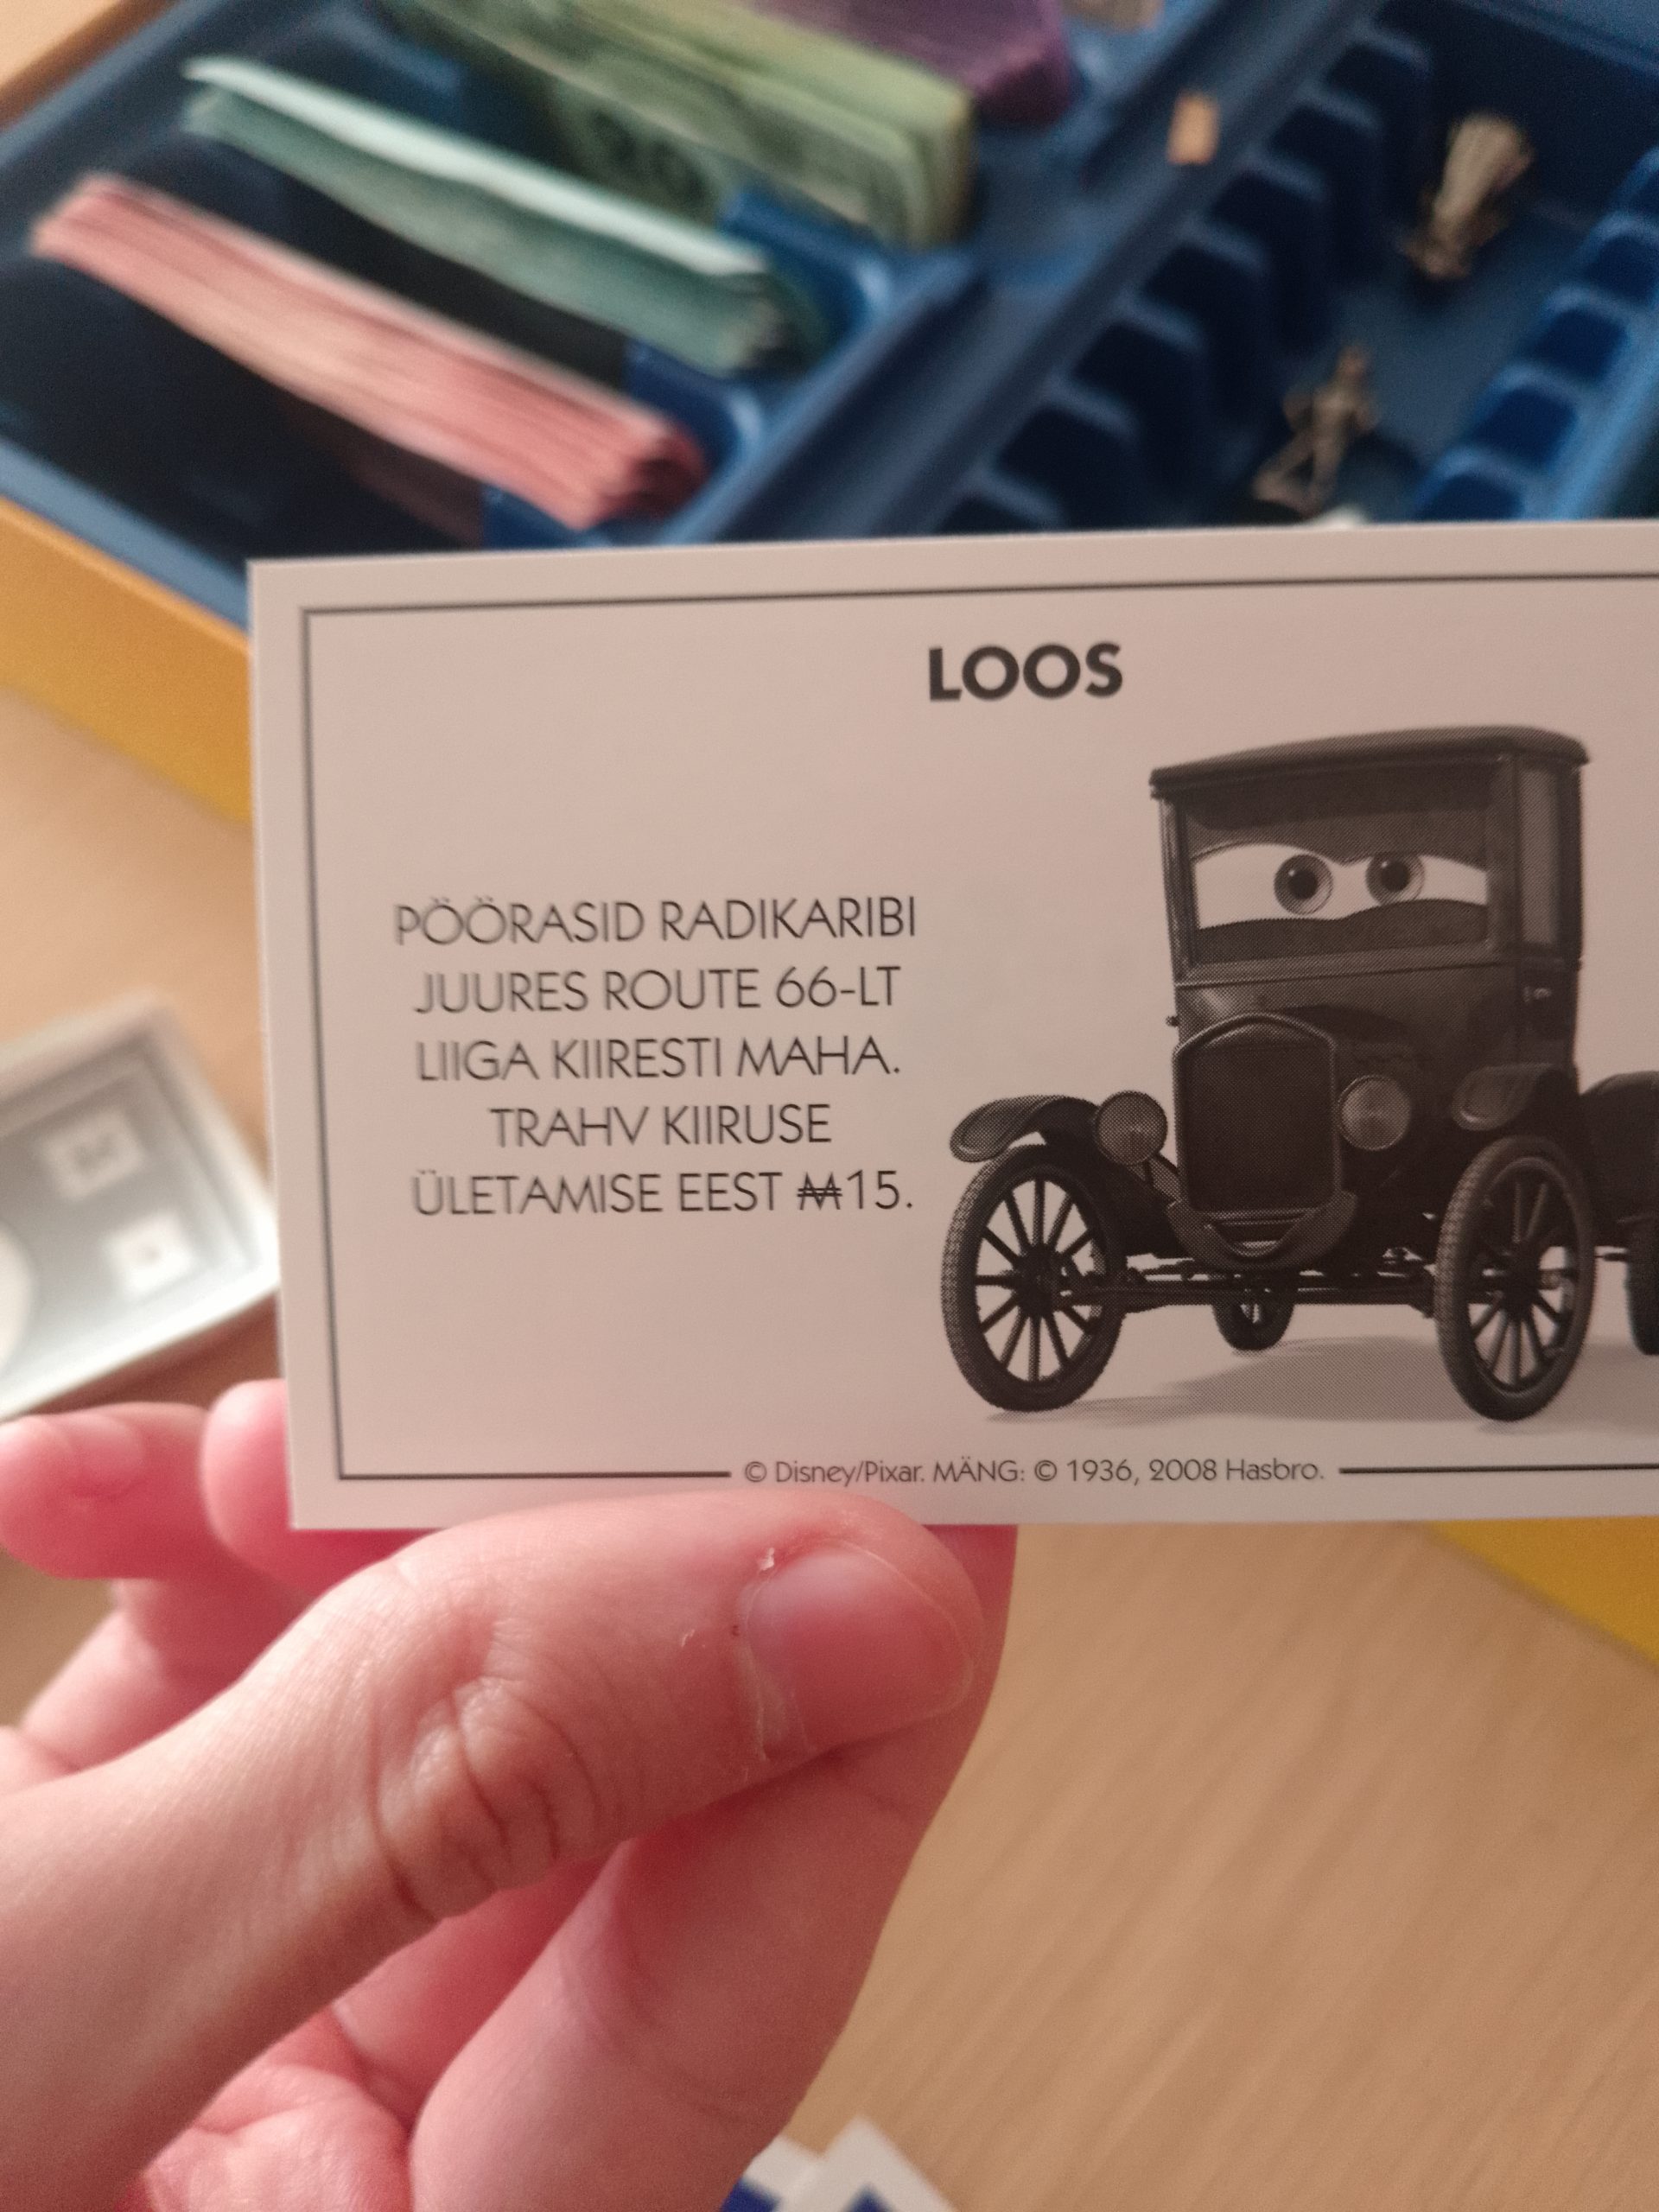 LOOS
PÖÖRASID RADIKARIBI
JUURES ROUTE 66-LT
LIIGA KIIRESTI MAHA.
TRAHV KIIRUSE
ÜLETAMISE EEST ₩15.
© Disney/Pixar. MÄNG: © 1936, 2008 Hasbro.